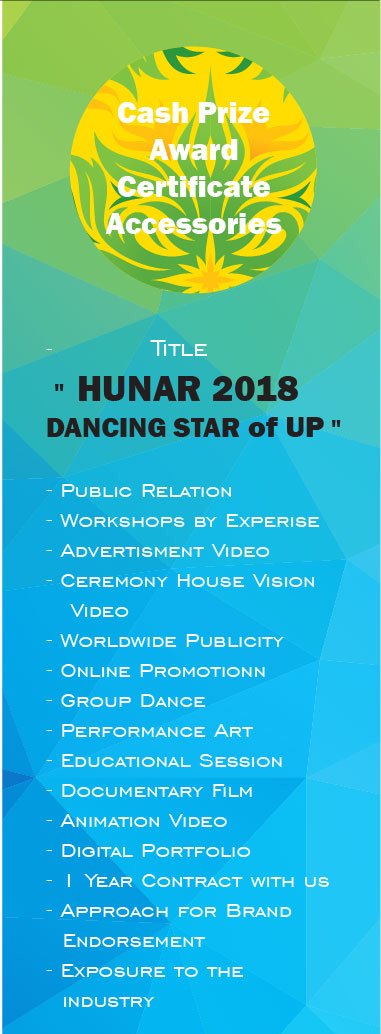 Cash Prize
Award
Certificate
Accessories
- Title
" HUNAR 2018
DANCING STAR of UP "
- Public Relation
- Workshops by Experise
- Advertisment Video
- Ceremony House Vision
Video
- Worldwide Publicity
- Online Promotionn
- Group Dance
- Performance Art
- Educational Session
- Documentary Film
- Animation Video
- Digital Portfolio
- 1 Year Contract with us
- Approach for Brand
Endorsement
- Exposure to the
industry